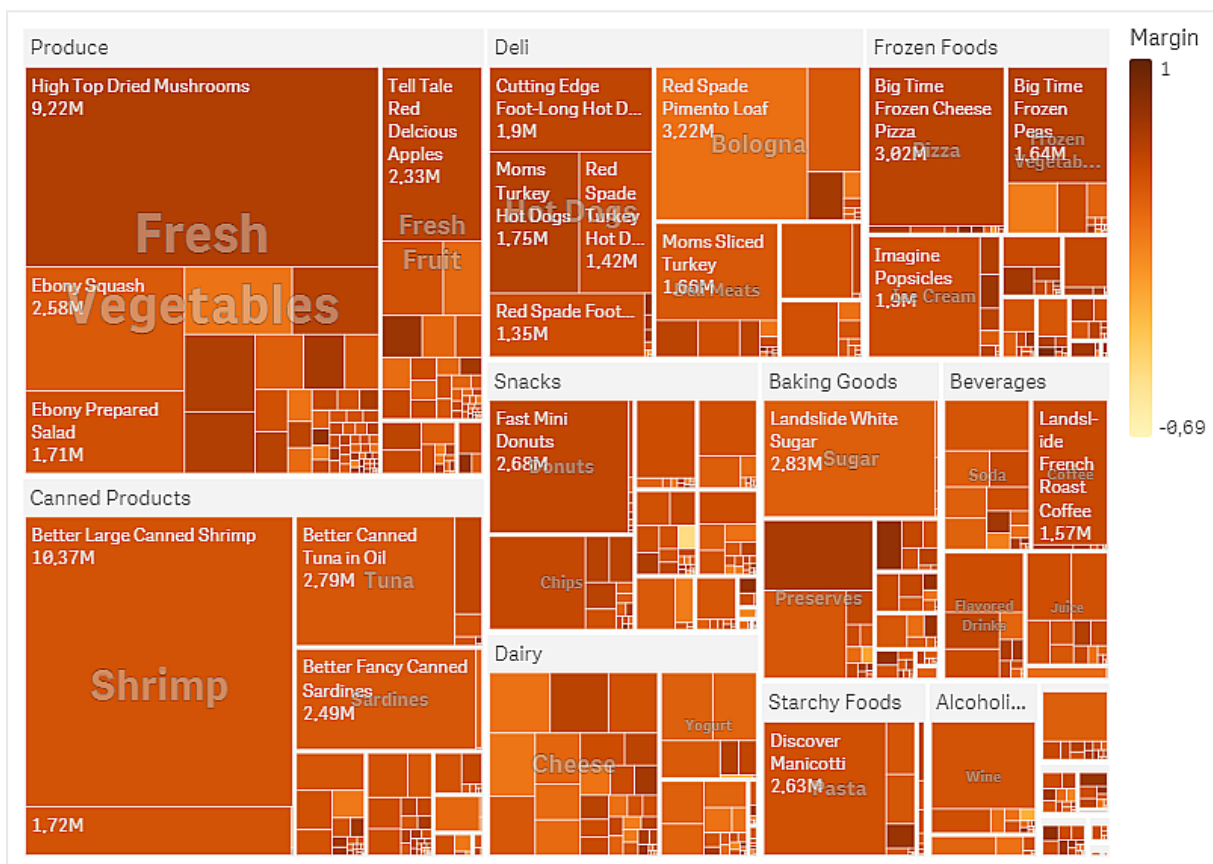 Produce
High Top Dried Mushrooms
9,22M
Fresh
Vegetables
Ebony Squash
2,58M
Ebony Prepared
Salad
1,71M
Tell Tale
Red
Delcious
Apples
2,33M
Fresh
Fruit
Canned Products
Better Large Canned Shrimp
10,37M
Shrimp
1,72M
Better Canned
Tuna in Oil
2,79M
Tuna
Better Fancy Canned
Sardines
2,49M
Sardines
Deli
Cutting Edge
Foot-Long Hot D...
1,9M
Moms
Turkey
Hot Dogs
1,75M
Red
Spade
Turkey
Hot D...
1,42M
Hot Dogs
Red Spade Foot...
1,35M
Red Spade
Pimento Loaf
3,22M
Bologna
Moms Sliced
Turkey
1,66M
Deli Meats
Frozen Foods
Big Time
Frozen Cheese
Pizza
3,02M
Pizza
Big Time
Frozen
Peas
1,64M
Frozen
Vegetab...
Imagine
Popsicles
1,9M
Ice Cream
Snacks
Fast Mini
Donuts
2,68M
Donuts
Chips
Dairy
Cheese
Yogurt
Baking Goods
Landslide White
Sugar
2,83M
Sugar
Preserves
Beverages
Soda
Landsl-
ide
French
Roast
Coffee
1,57M
Coffee
Flavored
Drinks
Juice
Starchy Foods
Discover
Manicotti
2,63M
Pasta
Alcoholi...
Wine
Margin
1
-0,69